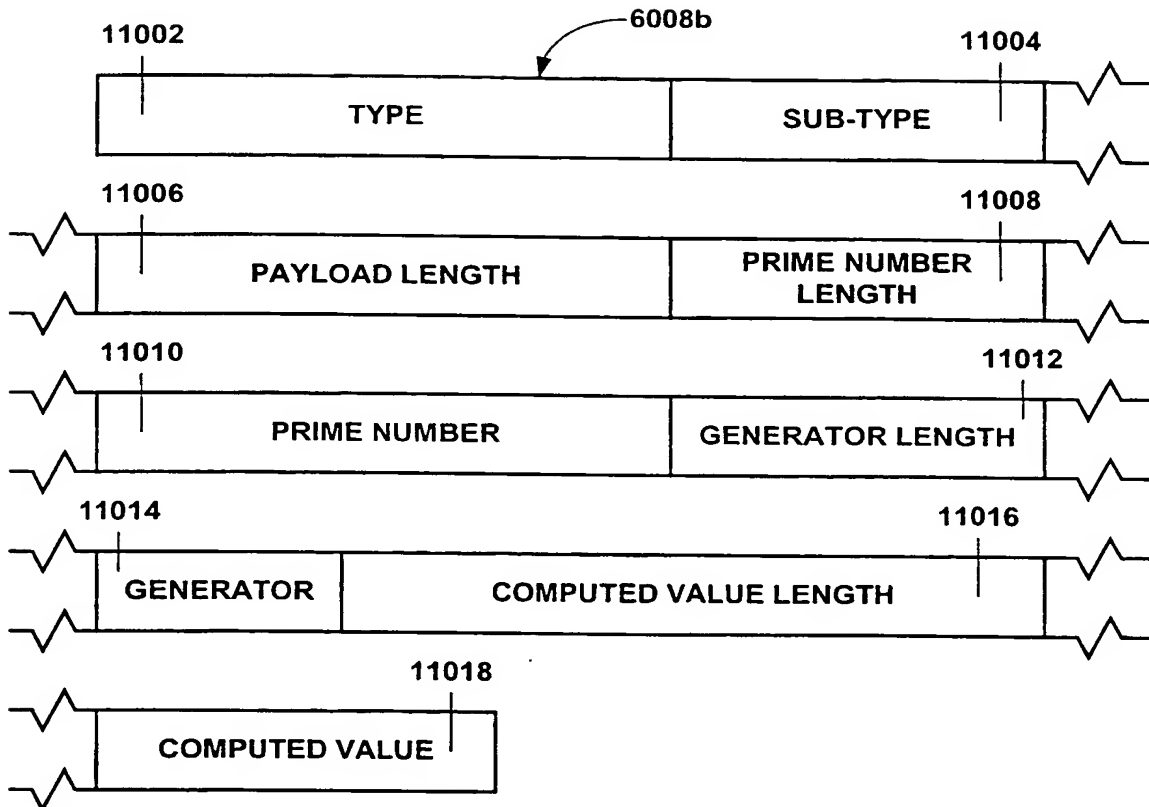 6008b
11002
11004
TYPE
SUB-TYPE
11006
11008
PAYLOAD LENGTH
PRIME NUMBER
LENGTH
11010
11012
PRIME NUMBER
GENERATOR LENGTH
11014
11016
GENERATOR
COMPUTED VALUE LENGTH
11018
COMPUTED VALUE